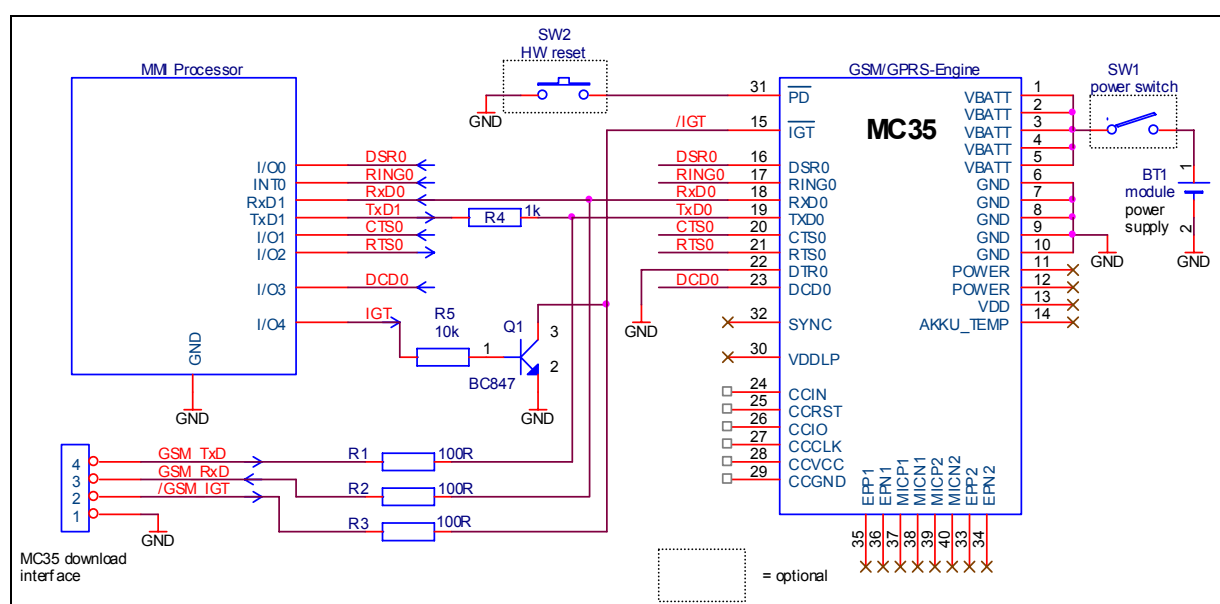 SW2
HW reset
MMI Processor
GSM/GPRS-Engine
SW1
power switch
GND
31
PD
/IGT
15
IGT
MC35
1
VBATT
2
VBATT
3
VBATT
4
VBATT
5
VBATT
6
GND
7
GND
8
GND
9
GND
10
GND
11
POWER
12
POWER
13
VDD
14
AKKU_TEMP
GND
1
BT1
module
power
supply
2
GND
I/O0
DSR0
INT0
RING0
RxD1
RxD0
TxD1
TxD1
R4
1k
I/O1
CTS0
I/O2
RTS0
I/O3
DCD0
I/O4
IGT
GND
GND
DSR0
16
DSR0
RING0
17
RING0
RxD0
18
RXD0
TxD0
19
TXD0
CTS0
20
CTS0
RTS0
21
RTS0
22
DTR0
DCD0
23
DCD0
GND
32
SYNC
30
VDDLP
24
CCIN
25
CCRST
26
CCIO
27
CCCLK
28
CCVCC
29
CCGND
R5
10k
Q1
1
3
2
BC847
GND
4
GSM_TxD
R1
100R
3
GSM_RxD
R2
100R
2
/GSM_IGT
R3
100R
1
GND
MC35 download
interface
EPP1
EPN1
MICP1
MICN1
MICP2
MICN2
EPP2
EPN2
35
36
37
38
39
40
33
34
= optional